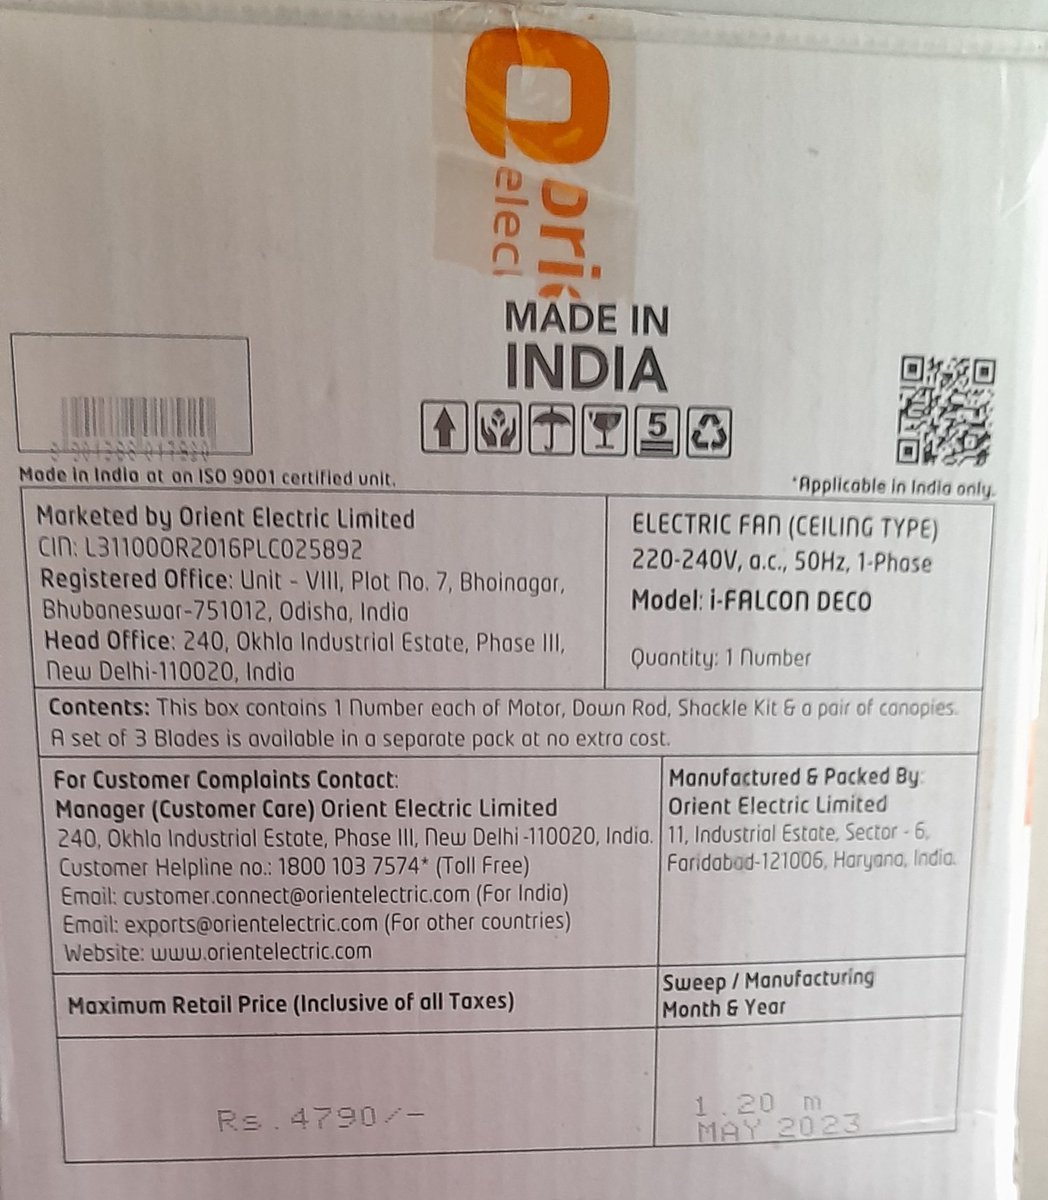 Ori
elec
MADE IN
INDIA
5
Made in India at an ISO 9001 certified unit.
*Applicable in India only.
Marketed by Orient Electric Limited
CIN: L31100OR2016PLC025892
Registered Office: Unit - VIII, Plot No. 7, Bhoinagar,
Bhubaneswar-751012, Odisha, India
Head Office: 240, Okhla Industrial Estate, Phase III,
New Delhi-110020, India
ELECTRIC FAN (CEILING TYPE)
220-240V, a.c., 50Hz, 1-Phase
Model: i-FALCON DECO
Quantity: 1 Number
Contents: This box contains 1 Number each of Motor, Down Rod, Shackle Kit & a pair of canopies.
A set of 3 Blades is available in a separate pack at no extra cost.
For Customer Complaints Contact:
Manager (Customer Care) Orient Electric Limited
240, Okhla Industrial Estate, Phase III, New Delhi -110020, India.
Customer Helpline no.: 1800 103 7574* (Toll Free)
Email: customer.connect@orientelectric.com (For India)
Email: exports@orientelectric.com (For other countries)
Website: www.orientelectric.com
Manufactured & Packed By:
Orient Electric Limited
11, Industrial Estate, Sector - 6,
Faridabad-121006, Haryana, India.
Maximum Retail Price (Inclusive of all Taxes)
Sweep / Manufacturing
Month & Year
Rs.4790/-
1.20 m
MAY 2023